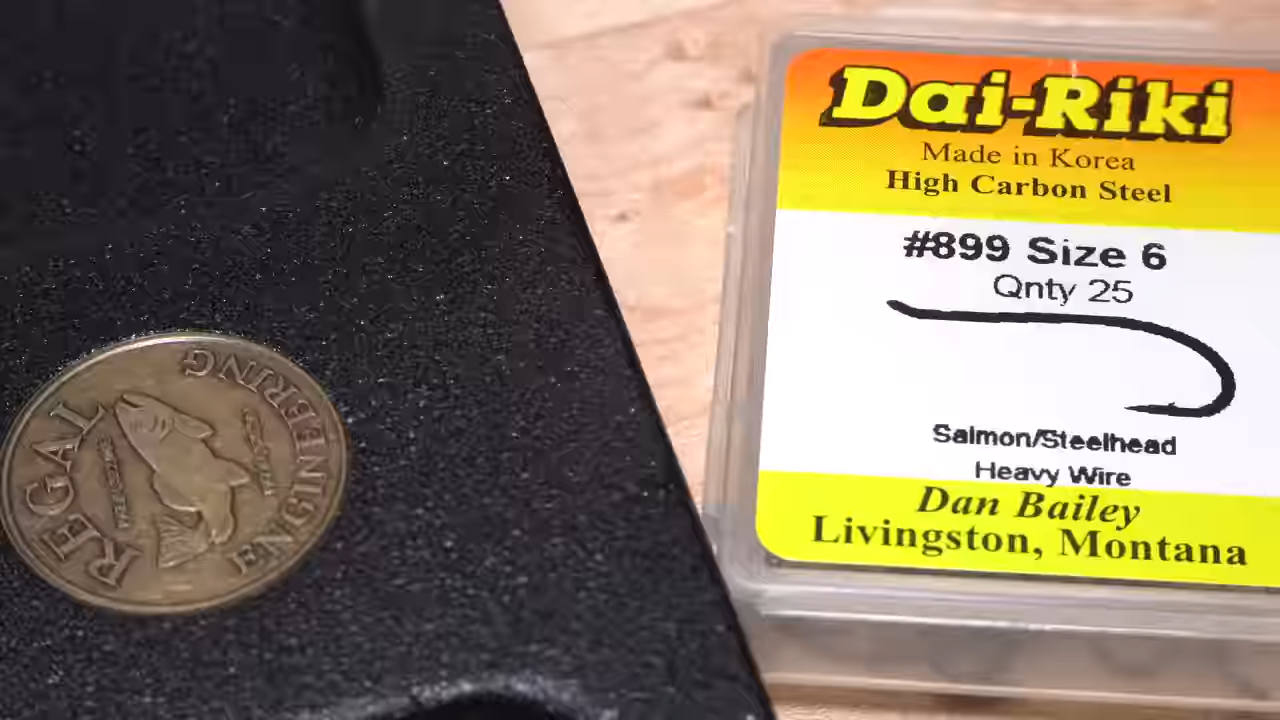 REGAL
ENGINEERING
Dai-Riki
Made in Korea
High Carbon Steel
#899 Size 6
Qnty 25
Salmon/Steelhead
Heavy Wire
Dan Bailey
Livingston, Montana